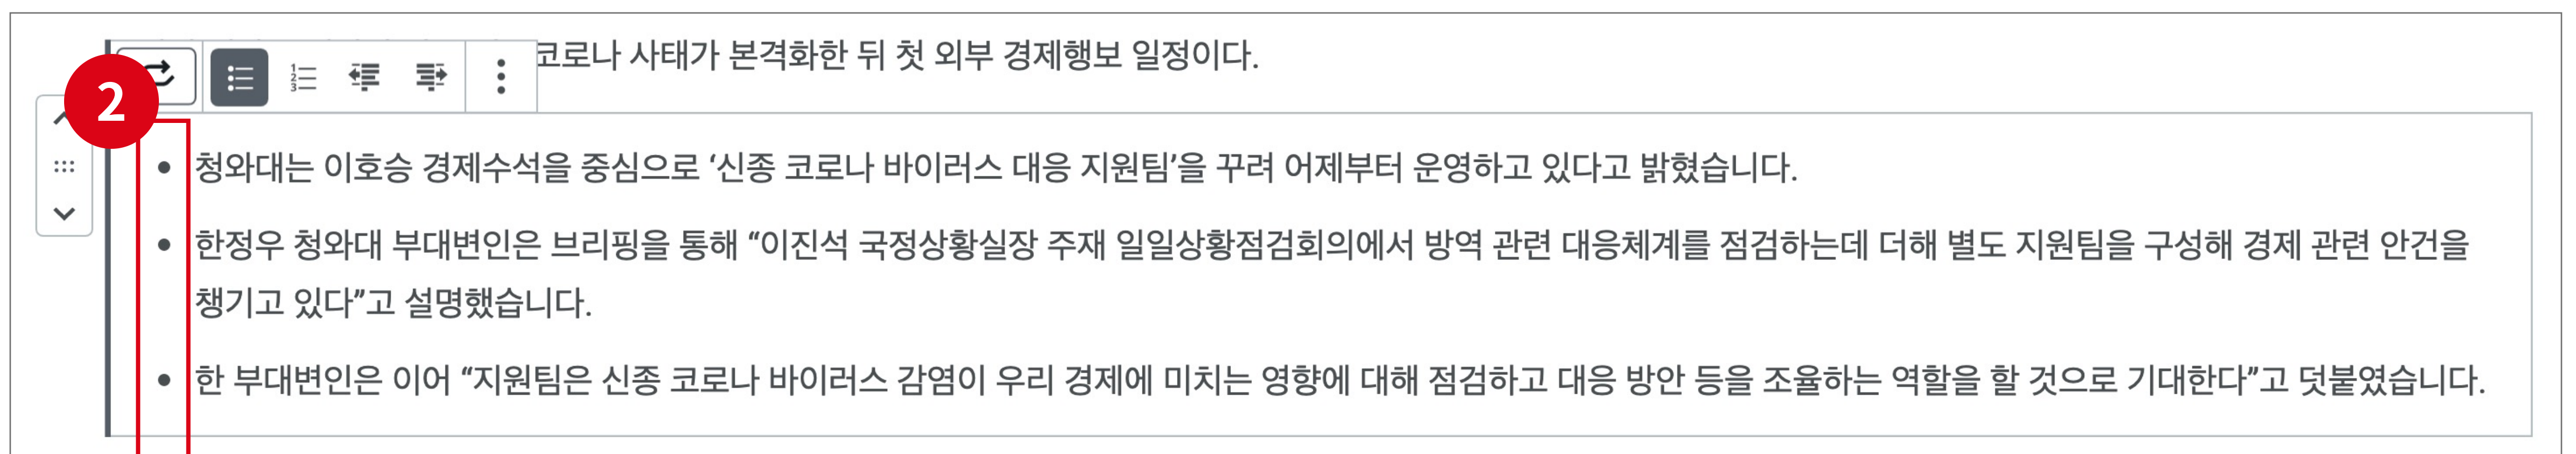 코로나 사태가 본격화한 뒤 첫 외부 경제행보 일정이다.
2
• 청와대는 이호승 경제수석을 중심으로 ‘신종 코로나 바이러스 대응 지원팀’을 꾸려 어제부터 운영하고 있다고 밝혔습니다.
• 한정우 청와대 부대변인은 브리핑을 통해 “이진석 국정상황실장 주재 일일상황점검회의에서 방역 관련 대응체계를 점검하는데 더해 별도 지원팀을 구성해 경제 관련 안건을
챙기고 있다”고 설명했습니다.
• 한 부대변인은 이어 “지원팀은 신종 코로나 바이러스 감염이 우리 경제에 미치는 영향에 대해 점검하고 대응 방안 등을 조율하는 역할을 할 것으로 기대한다”고 덧붙였습니다.